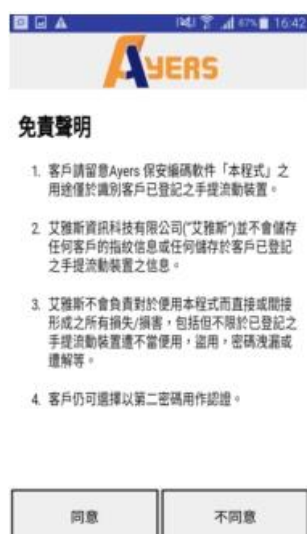 87% 16:42
AYERS
免責聲明
1. 客戶請留意Ayers 保安編碼軟件「本程式」之
用途僅於識別客戶已登記之手提流動裝置。
2. 艾雅斯資訊科技有限公司("艾雅斯")並不會儲存
任何客戶的指紋信息或任何儲存於客戶已登記
之手提流動裝置之信息。
3. 艾雅斯不會負責對於使用本程式而直接或間接
形成之所有損失/損害，包括但不限於已登記之
手提流動裝置遭不當使用，盜用，密碼洩漏或
遭解等。
4. 客戶仍可選擇以第二密碼用作認證。
同意
不同意